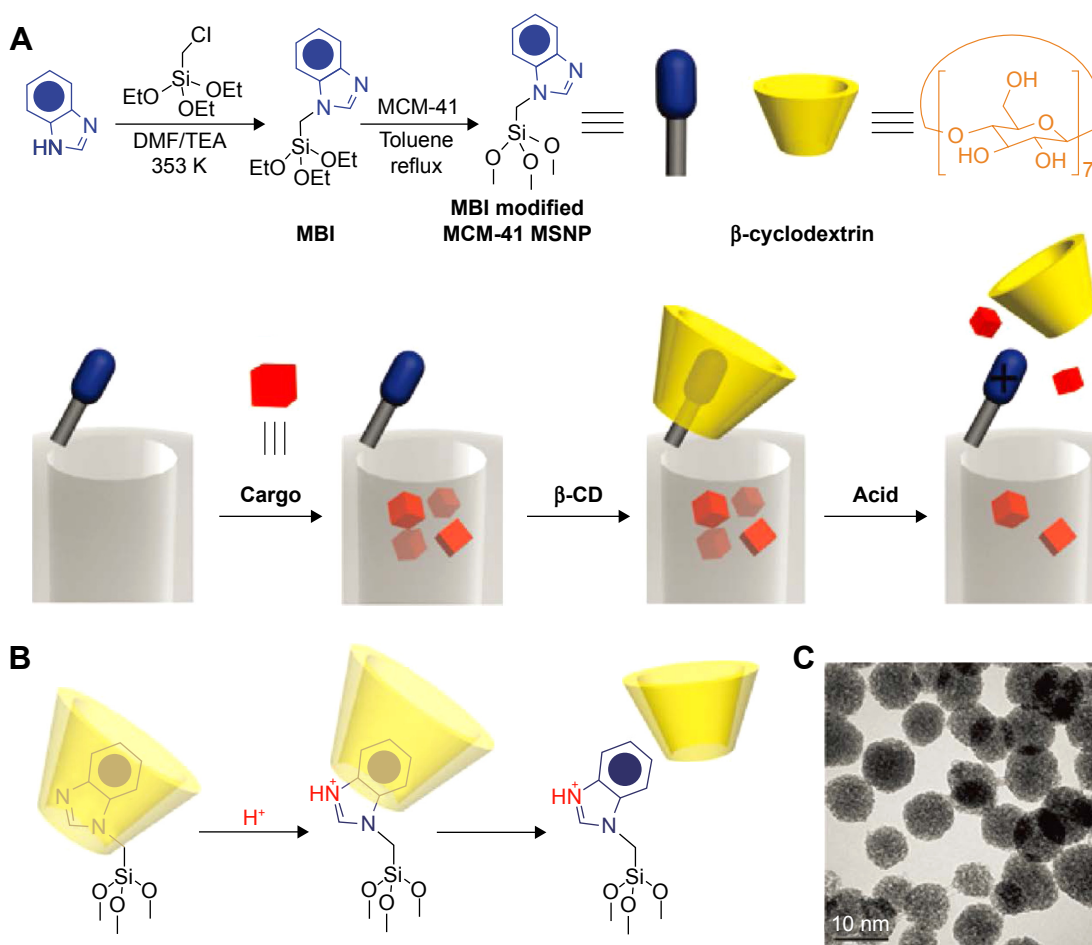 A
Cl
Si
EtO
OEt
OEt
HN
N
DMF/TEA
353 K
N
N
Si
EtO
OEt
OEt
MBI
MCM-41
Toluene
reflux
N
N
Si
O
O
O
MBI modified
MCM-41 MSNP
β-cyclodextrin
OH
O
O
HO
OH
7
Cargo
β-CD
Acid
+
B
N
N
Si
O
O
O
H+
HN+
N
Si
O
O
O
HN+
N
Si
O
O
O
C
10 nm